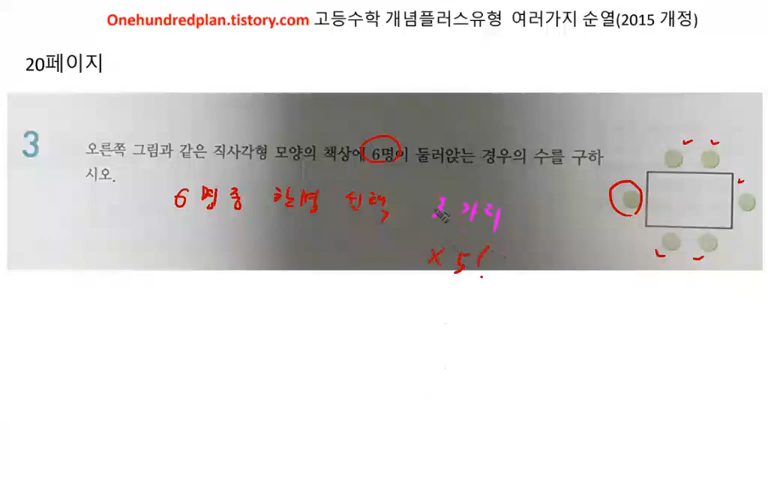 Onehundredplan.tistory.com 고등수학 개념플러스유형 여러가지 순열(2015 개정)
20페이지
3 오른쪽 그림과 같은 직사각형 모양의 책상에 6명이 둘러앉는 경우의 수를 구하
시오.
6명중 한명 선택
가지
× 5!